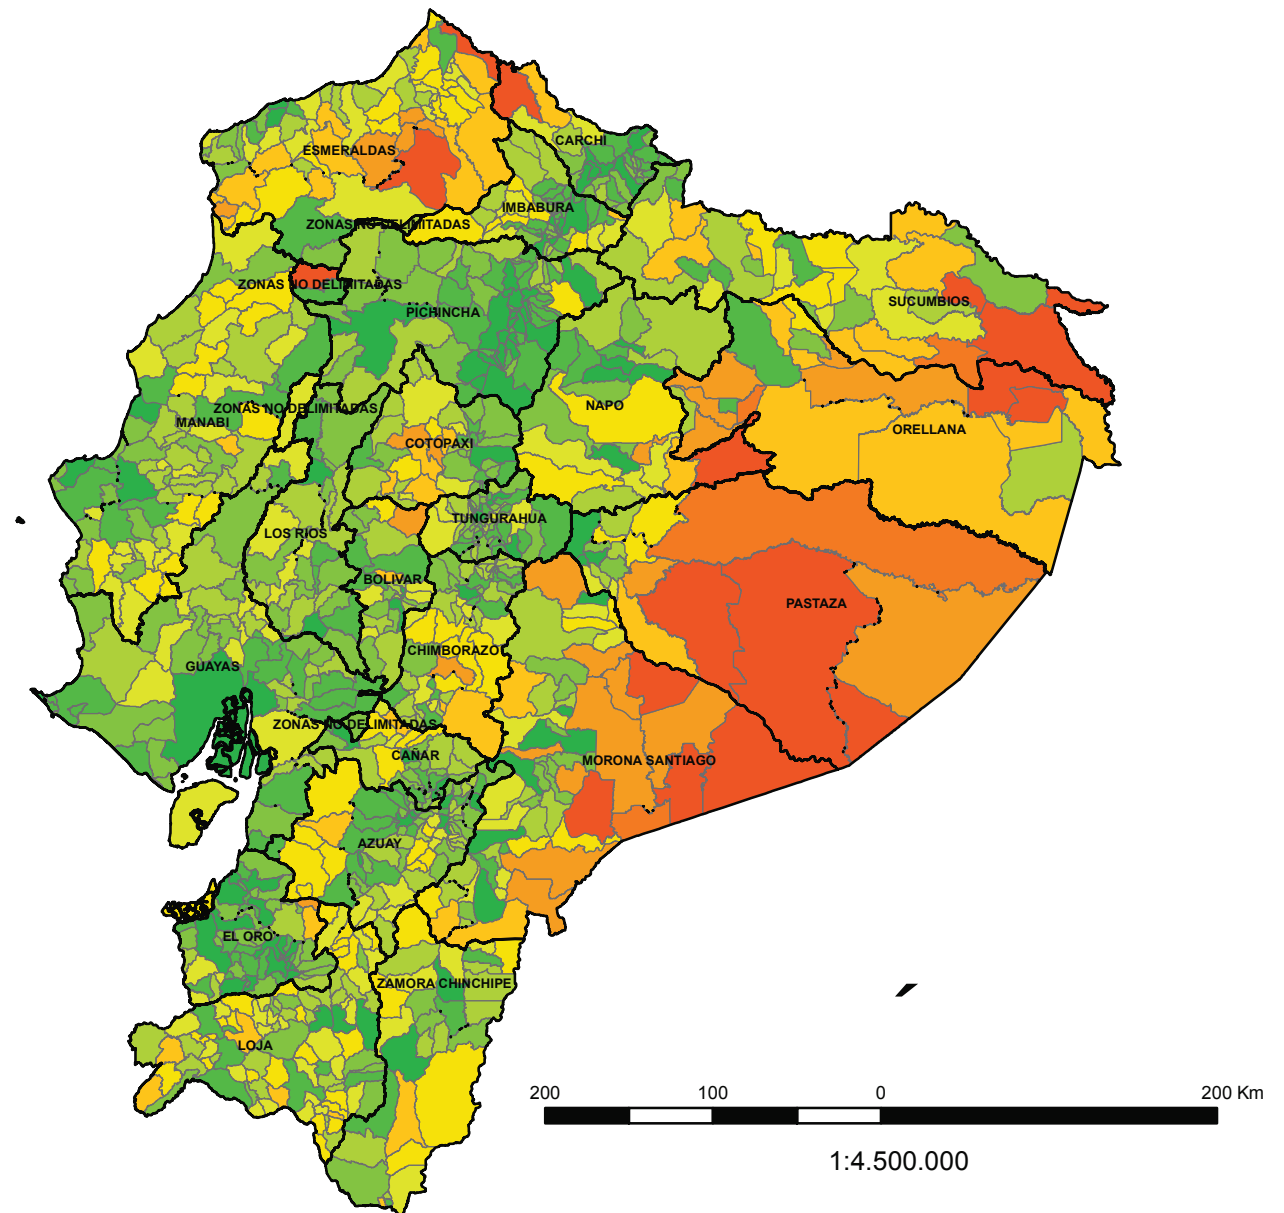 CARCHI
ESMERALDAS
IMBABURA
ZONAS NO DELIMITADAS
ZONAS NO DELIMITADAS
SUCUMBIOS
PICHINCHA
NAPO
ZONAS NO DELIMITADAS
MANABI
ORELLANA
COTOPAXI
TUNGURAHUA
LOS RIOS
BOLIVAR
PASTAZA
CHIMBORAZO
GUAYAS
ZONAS NO DELIMITADAS
CAÑAR
MORONA SANTIAGO
AZUAY
EL ORO
ZAMORA CHINCHIPE
LOJA
200 100 0 200 Km
1:4.500.000